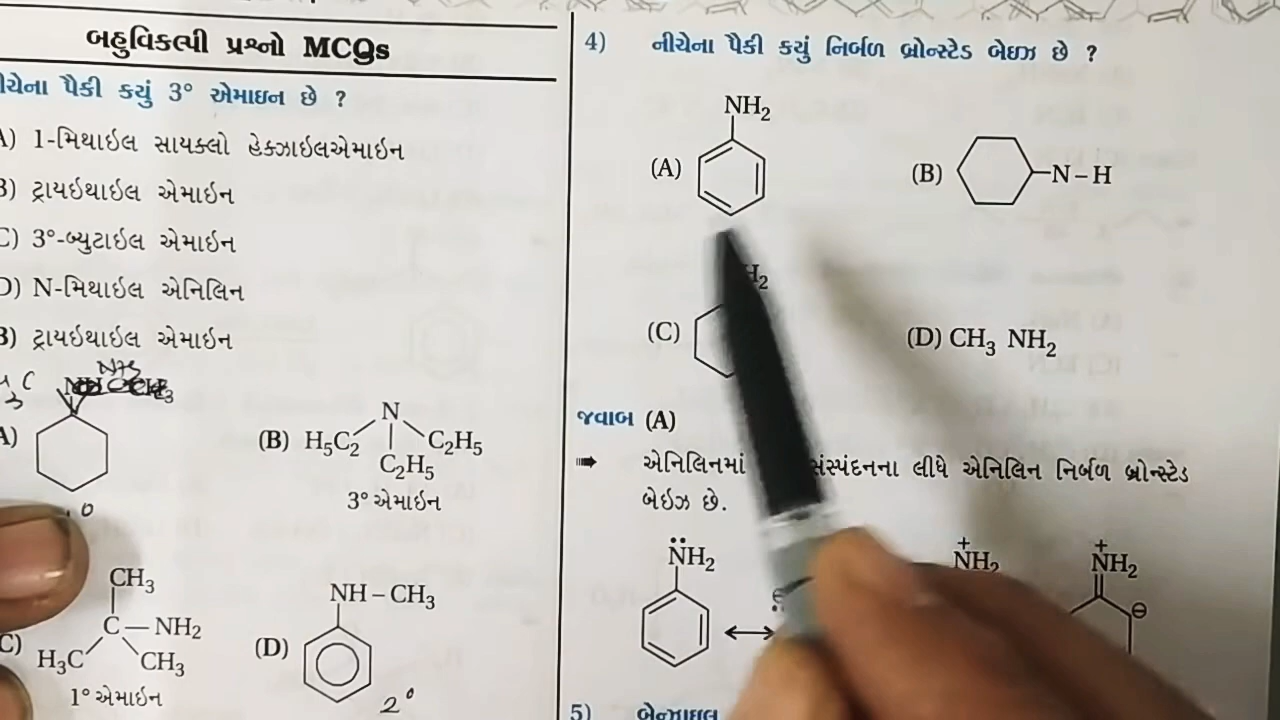 બહુવિકલ્પી પ્રશ્નો MCQs
પૈકી કયું 3° એમાઇન છે ?
1-મિથાઇલ સાયક્લો હેક્ઝાઇલએમાઇન
ટ્રાયઇથાઇલ એમાઇન
3°-બ્યુટાઇલ એમાઇન
N-મિથાઇલ એનિલિન
ટ્રાયઇથાઇલ એમાઇન
(B) H5C2 N C2H5
C2H5
3° એમાઇન
CH3
C — NH2
H3C CH3
1° એમાઇન
NH – CH3
(D)
2°
4) નીચેના પૈકી કયું નિર્બળ બ્રોન્સ્ટેડ બેઇઝ છે ?
NH2
(A)
(B) N – H
(C)
(D) CH3 NH2
જવાબ (A)
એનિલિનમાં સંસ્પંદનના લીધે એનિલિન નિર્બળ બ્રોન્સ્ટેડ
બેઇઝ છે.
N̈H2 +NH2 +NH2
⊖
5)